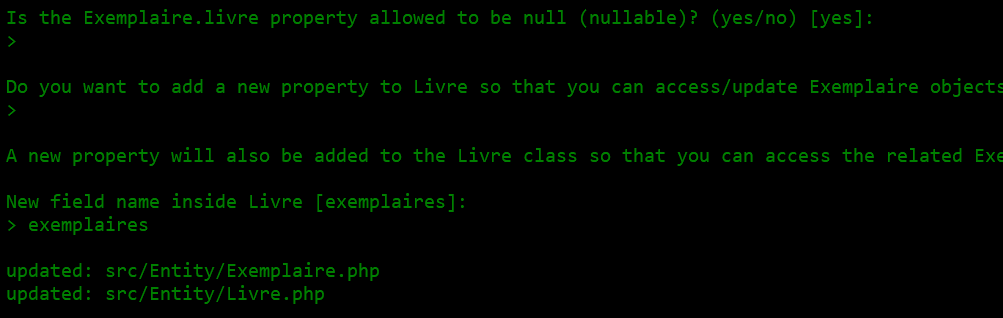 Is the Exemplaire.livre property allowed to be null (nullable)? (yes/no) [yes]:
>
Do you want to add a new property to Livre so that you can access/update Exemplaire objects
>
A new property will also be added to the Livre class so that you can access the related Exe
New field name inside Livre [exemplaires]:
> exemplaires
updated: src/Entity/Exemplaire.php
updated: src/Entity/Livre.php